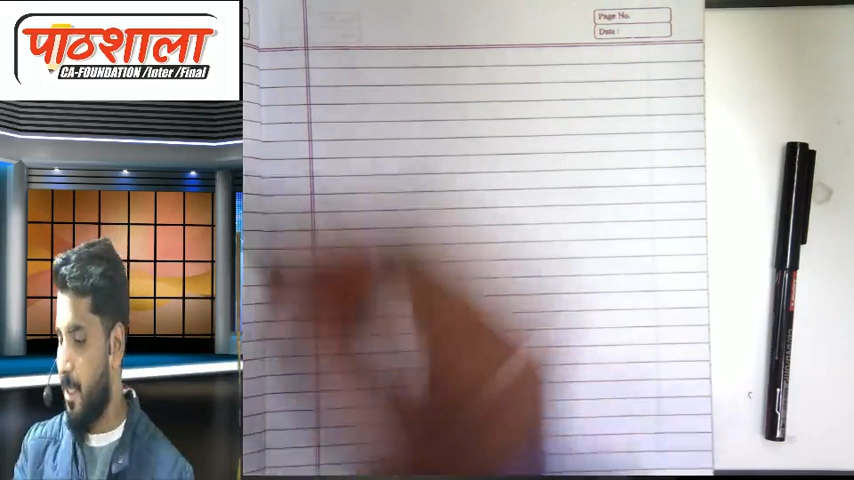 पाठशाला
CA-FOUNDATION /Inter /Final
Page No.
Date :